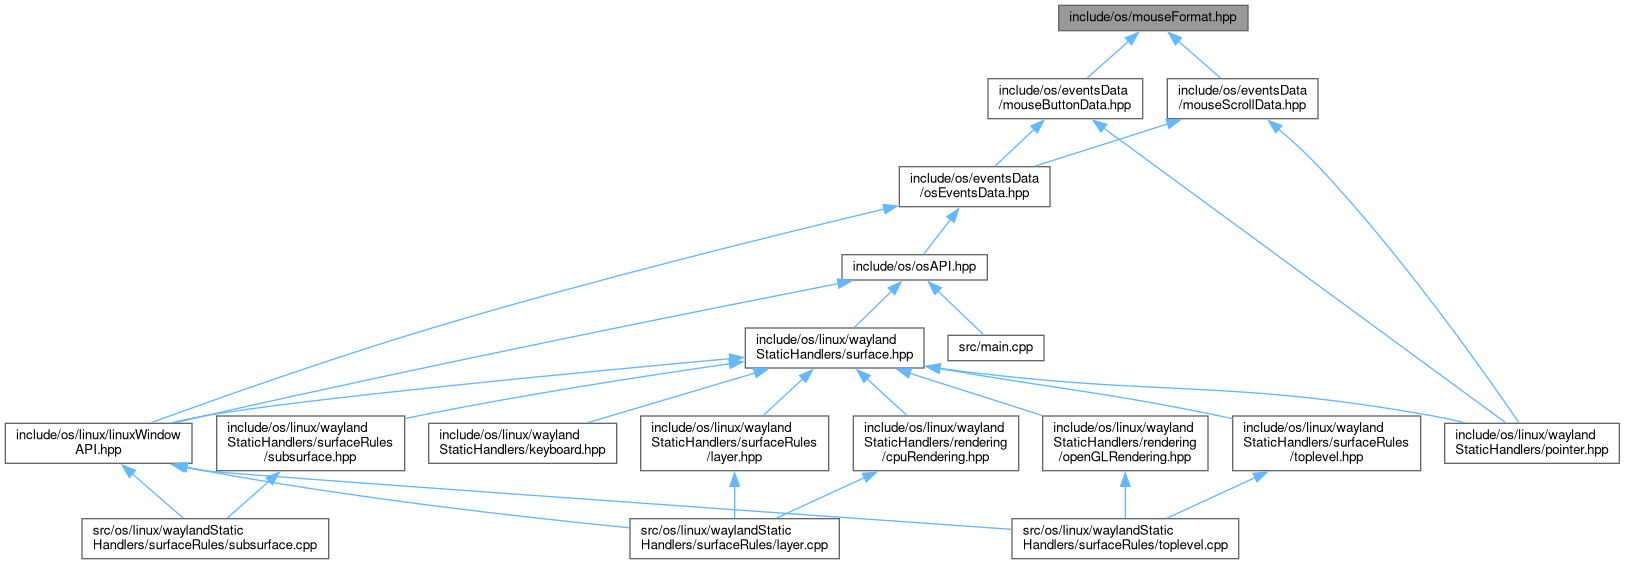 include/os/mouseFormat.hpp
include/os/eventsData
/mouseButtonData.hpp
include/os/eventsData
/mouseScrollData.hpp
include/os/eventsData
/osEventsData.hpp
include/os/osAPI.hpp
include/os/linux/wayland
StaticHandlers/surface.hpp
src/main.cpp
include/os/linux/linuxWindow
API.hpp
include/os/linux/wayland
StaticHandlers/surfaceRules
/subsurface.hpp
include/os/linux/wayland
StaticHandlers/keyboard.hpp
include/os/linux/wayland
StaticHandlers/surfaceRules
/layer.hpp
include/os/linux/wayland
StaticHandlers/rendering
/cpuRendering.hpp
include/os/linux/wayland
StaticHandlers/rendering
/openGLRendering.hpp
include/os/linux/wayland
StaticHandlers/surfaceRules
/toplevel.hpp
include/os/linux/wayland
StaticHandlers/pointer.hpp
src/os/linux/waylandStatic
Handlers/surfaceRules/subsurface.cpp
src/os/linux/waylandStatic
Handlers/surfaceRules/layer.cpp
src/os/linux/waylandStatic
Handlers/surfaceRules/toplevel.cpp